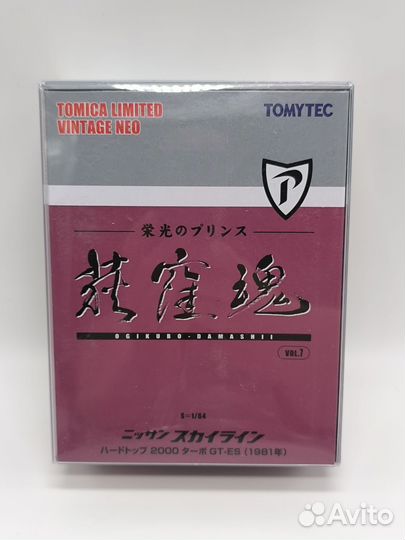 TOMICA LIMITED
VINTAGE NEO
TOMYTEC
P
栄光のプリンス
荻窪魂
OGIKUBO・DAMASHII
VOL.7
S=1/64
ニッサン スカイライン
ハードトップ 2000 ターボ GT-ES (1981年)
Avito